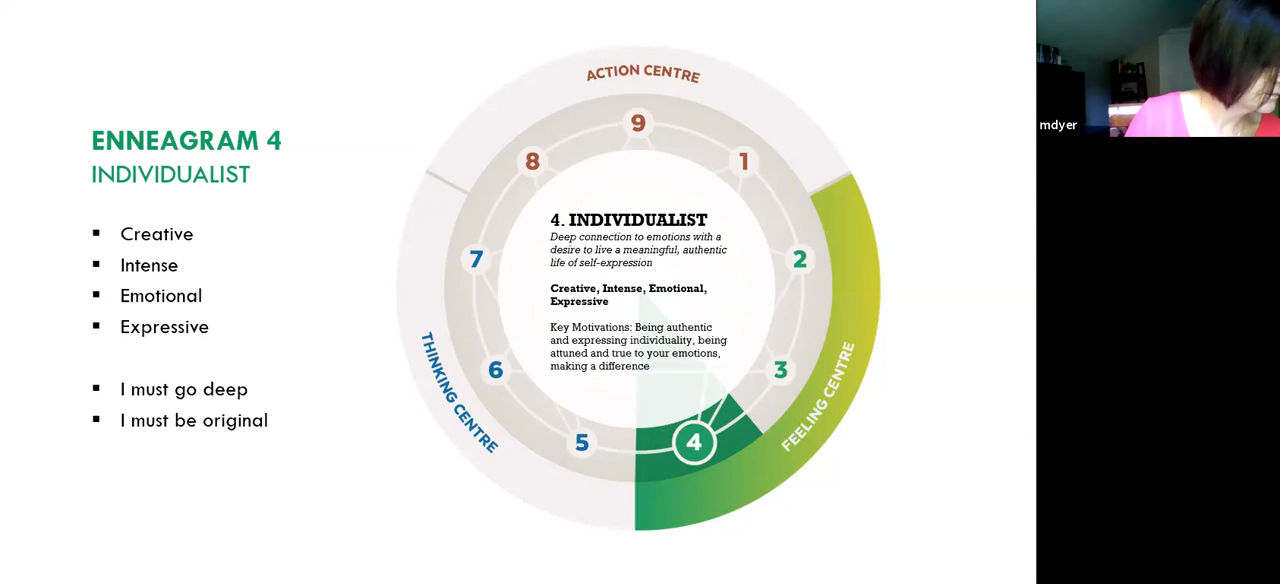 ENNEAGRAM 4
INDIVIDUALIST
▪ Creative
▪ Intense
▪ Emotional
▪ Expressive
▪ I must go deep
▪ I must be original
ACTION CENTRE
9
8
1
7
2
6
3
5
4
THINKING CENTRE
FEELING CENTRE
4. INDIVIDUALIST
Deep connection to emotions with a
desire to live a meaningful, authentic
life of self-expression
Creative, Intense, Emotional,
Expressive
Key Motivations: Being authentic
and expressing individuality, being
attuned and true to your emotions,
making a difference
mdyer